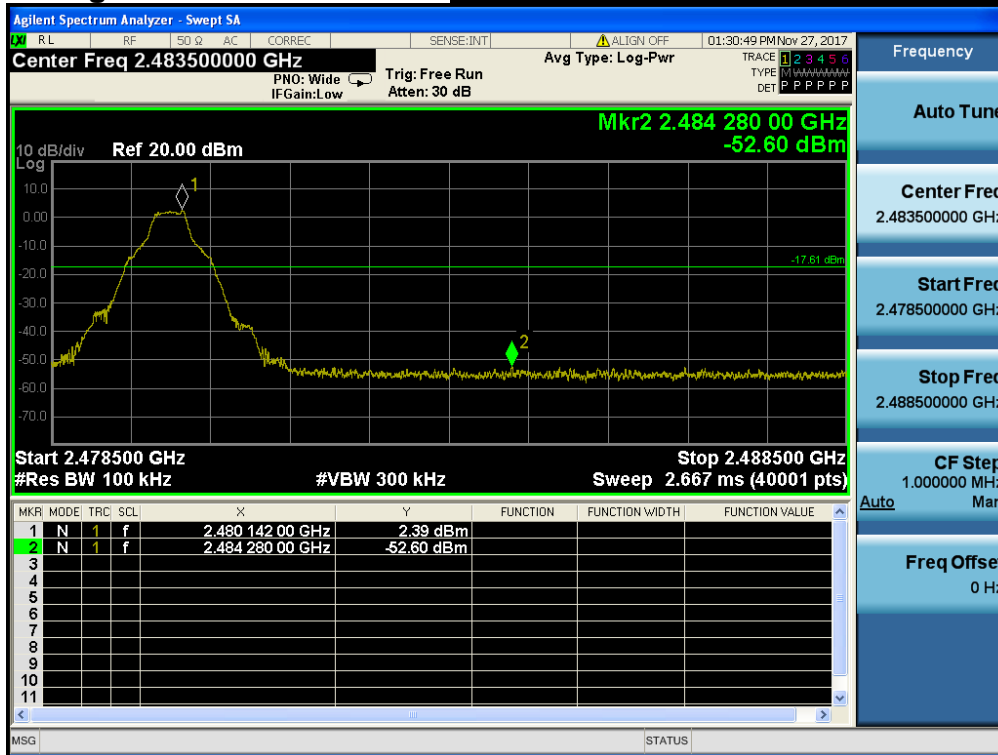 Agilent Spectrum Analyzer - Swept SA
LXI RL RF 50 Ω AC CORREC SENSE:INT ALIGN OFF 01:30:49 PM Nov 27, 2017
Center Freq 2.483500000 GHz
PNO: Wide
IFGain:Low
Trig: Free Run
Atten: 30 dB
Avg Type: Log-Pwr
TRACE 1 2 3 4 5 6
TYPE M
DET P P P P P P
Mkr2 2.484 280 00 GHz
-52.60 dBm
10 dB/div Ref 20.00 dBm
Log
10.0
0.00
-10.0
-20.0
-30.0
-40.0
-50.0
-60.0
-70.0
1
-17.61 dBm
2
Start 2.478500 GHz Stop 2.488500 GHz
#Res BW 100 kHz #VBW 300 kHz Sweep 2.667 ms (40001 pts)
MKR MODE TRC SCL X Y FUNCTION FUNCTION WIDTH FUNCTION VALUE
1 N 1 f 2.480 142 00 GHz 2.39 dBm
2 N 1 f 2.484 280 00 GHz -52.60 dBm
3
4
5
6
7
8
9
10
11
MSG STATUS
Frequency
Auto Tune
Center Freq
2.483500000 GHz
Start Freq
2.478500000 GHz
Stop Freq
2.488500000 GHz
CF Step
1.000000 MHz
Auto Man
Freq Offset
0 Hz